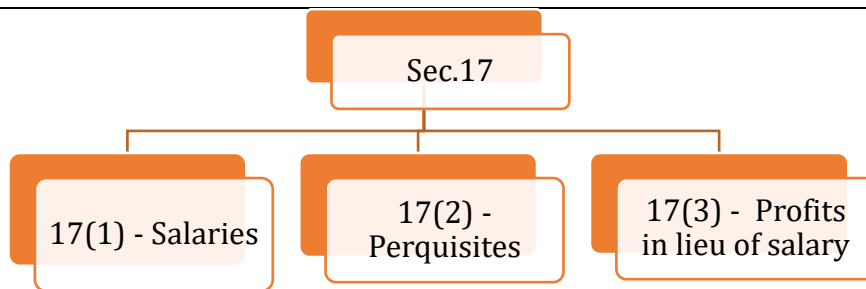 Sec.17
17(1) - Salaries
17(2) -
Perquisites
17(3) - Profits
in lieu of salary